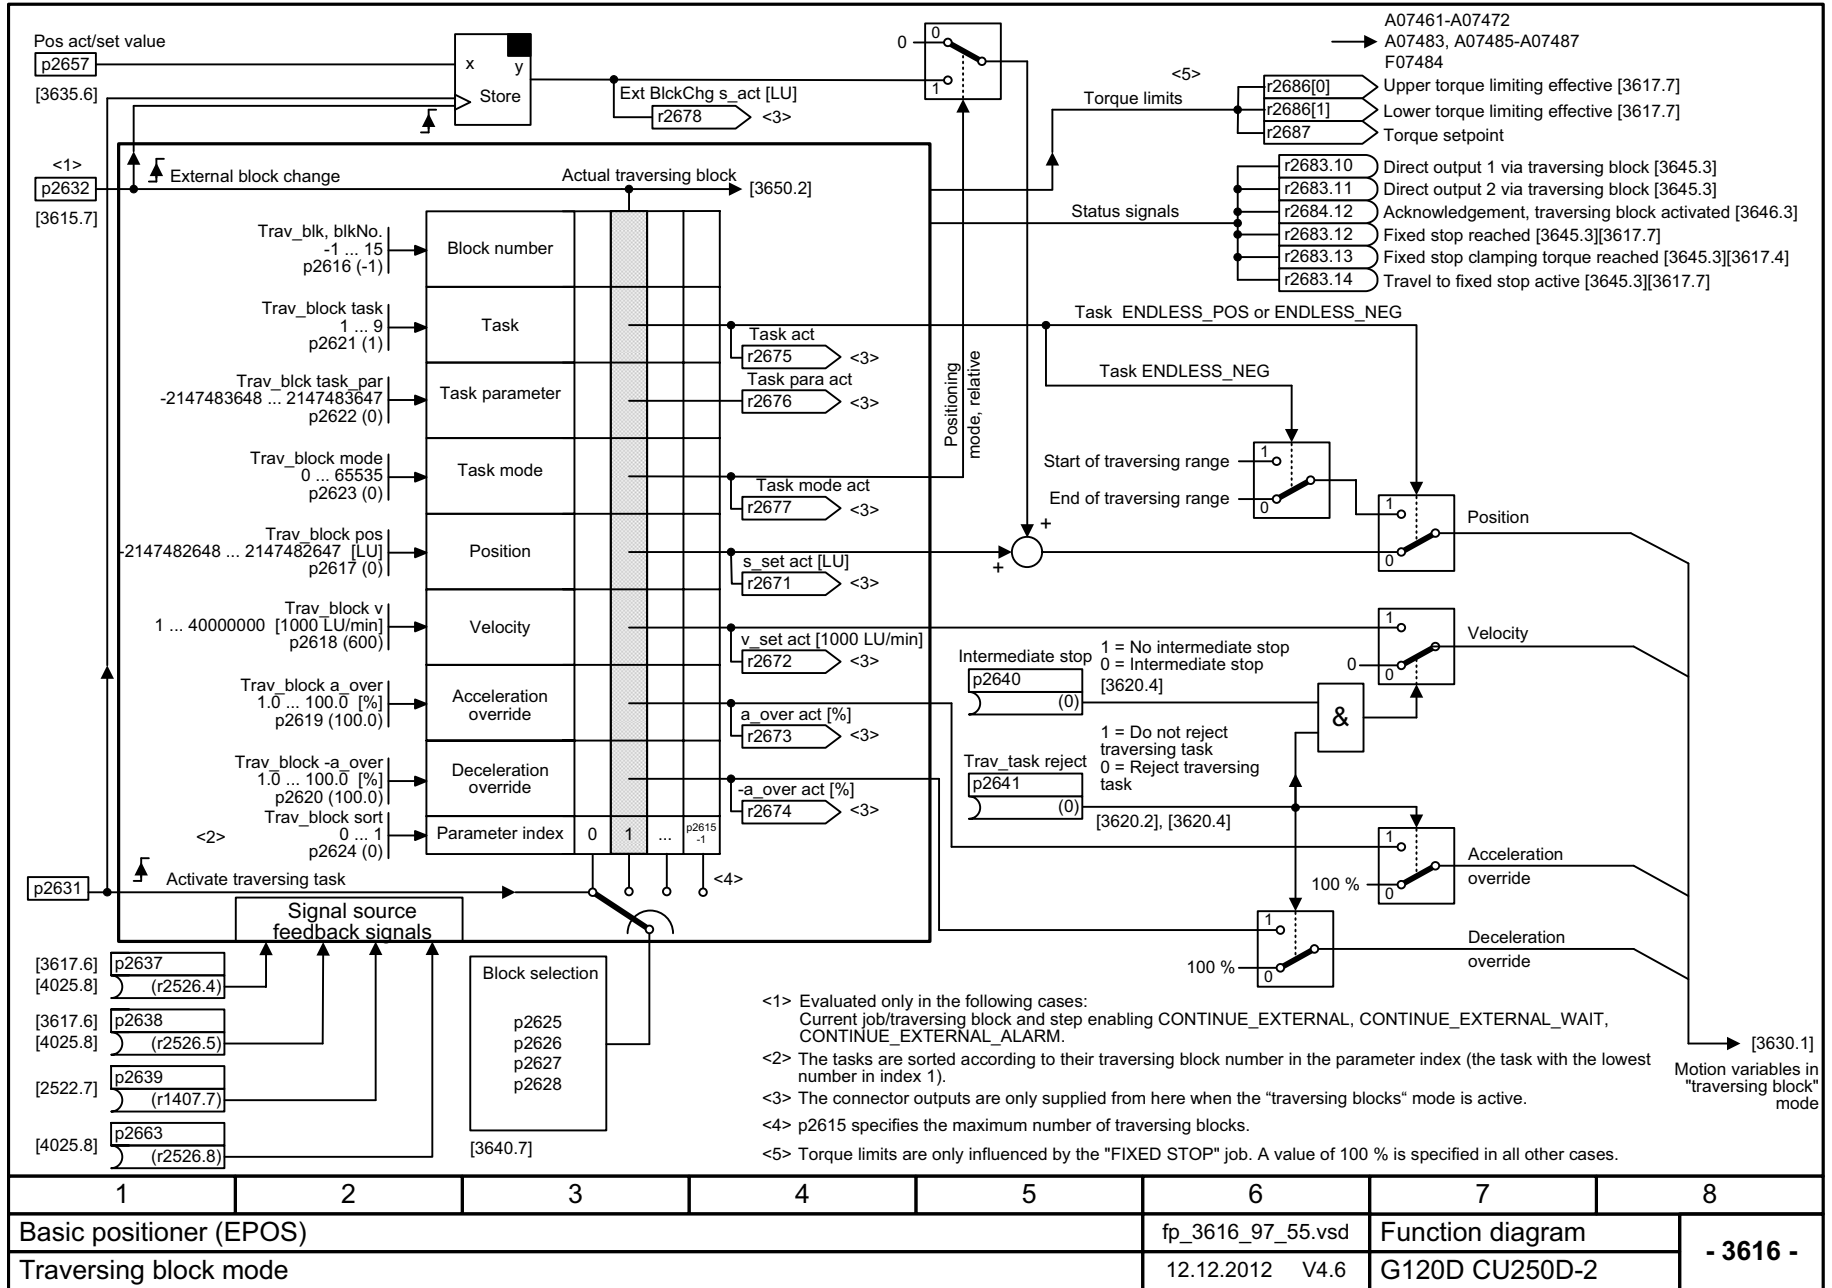 Pos act/set value
p2657
[3635.6]
x
y
Store
Ext BlckChg s_act [LU]
r2678
<3>
0
0
1
A07461-A07472
A07483, A07485-A07487
F07484
<5>
Torque limits
r2686[0]
Upper torque limiting effective [3617.7]
r2686[1]
Lower torque limiting effective [3617.7]
r2687
Torque setpoint
<1>
p2632
[3615.7]
External block change
Actual traversing block
[3650.2]
Status signals
r2683.10
Direct output 1 via traversing block [3645.3]
r2683.11
Direct output 2 via traversing block [3645.3]
r2684.12
Acknowledgement, traversing block activated [3646.3]
r2683.12
Fixed stop reached [3645.3][3617.7]
r2683.13
Fixed stop clamping torque reached [3645.3][3617.4]
r2683.14
Travel to fixed stop active [3645.3][3617.7]
Trav_blk, blkNo.
-1 ... 15
p2616 (-1)
Block number
Trav_block task
1 ... 9
p2621 (1)
Task
Task act
r2675
<3>
Task ENDLESS_POS or ENDLESS_NEG
Task ENDLESS_NEG
Trav_blck task_par
-2147483648 ... 2147483647
p2622 (0)
Task parameter
Task para act
r2676
<3>
Positioning
mode, relative
Trav_block mode
0 ... 65535
p2623 (0)
Task mode
Task mode act
r2677
<3>
Start of traversing range
End of traversing range
1
0
1
0
Position
Trav_block pos
-2147482648 ... 2147482647 [LU]
p2617 (0)
Position
s_set act [LU]
r2671
<3>
+
+
Trav_block v
1 ... 40000000 [1000 LU/min]
p2618 (600)
Velocity
v_set act [1000 LU/min]
r2672
<3>
Intermediate stop
p2640
(0)
1 = No intermediate stop
0 = Intermediate stop
[3620.4]
1
0
0
Velocity
&
Trav_block a_over
1.0 ... 100.0 [%]
p2619 (100.0)
Acceleration
override
a_over act [%]
r2673
<3>
Trav_task reject
p2641
(0)
1 = Do not reject
traversing task
0 = Reject traversing
task
[3620.2], [3620.4]
Trav_block -a_over
1.0 ... 100.0 [%]
p2620 (100.0)
Deceleration
override
-a_over act [%]
r2674
<3>
Trav_block sort
0 ... 1
p2624 (0)
<2>
Parameter index
0
1
...
p2615
-1
<4>
1
100 %
0
Acceleration
override
p2631
Activate traversing task
1
100 %
0
Deceleration
override
Signal source
feedback signals
[3617.6]
[4025.8]
p2637
(r2526.4)
[3617.6]
[4025.8]
p2638
(r2526.5)
[2522.7]
p2639
(r1407.7)
[4025.8]
p2663
(r2526.8)
Block selection
p2625
p2626
p2627
p2628
[3640.7]
<1> Evaluated only in the following cases:
Current job/traversing block and step enabling CONTINUE_EXTERNAL, CONTINUE_EXTERNAL_WAIT,
CONTINUE_EXTERNAL_ALARM.
<2> The tasks are sorted according to their traversing block number in the parameter index (the task with the lowest
number in index 1).
<3> The connector outputs are only supplied from here when the “traversing blocks“ mode is active.
<4> p2615 specifies the maximum number of traversing blocks.
<5> Torque limits are only influenced by the "FIXED STOP" job. A value of 100 % is specified in all other cases.
[3630.1]
Motion variables in
"traversing block"
mode
1 2 3 4 5 6 7 8
Basic positioner (EPOS)
fp_3616_97_55.vsd
Function diagram
- 3616 -
Traversing block mode
12.12.2012 V4.6
G120D CU250D-2